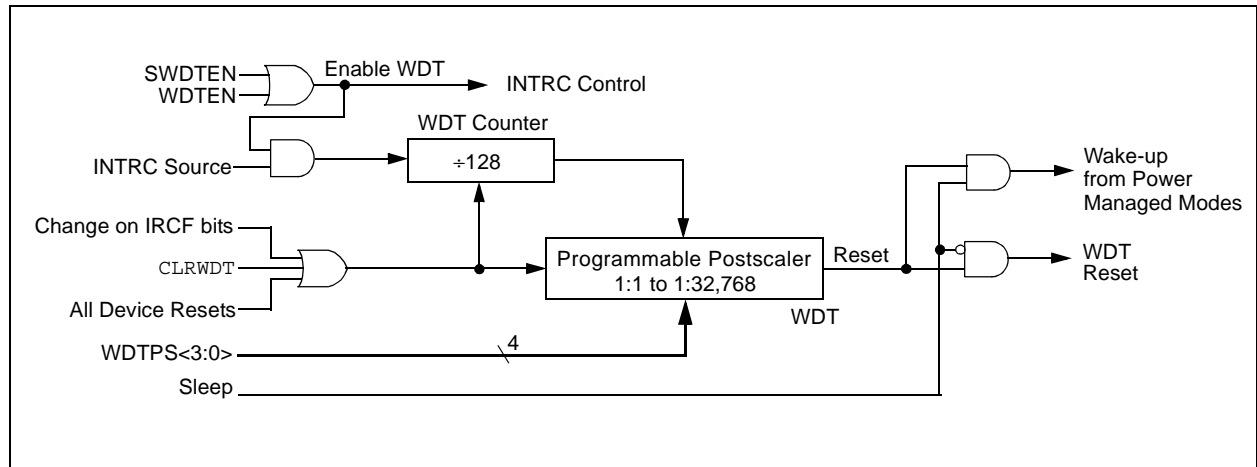 SWDTEN
WDTEN
Enable WDT
INTRC Control
WDT Counter
INTRC Source
÷128
Wake-up
from Power
Managed Modes
Change on IRCF bits
CLRWDT
All Device Resets
Programmable Postscaler
1:1 to 1:32,768
Reset
WDT
Reset
WDT
WDTPS<3:0>
4
Sleep